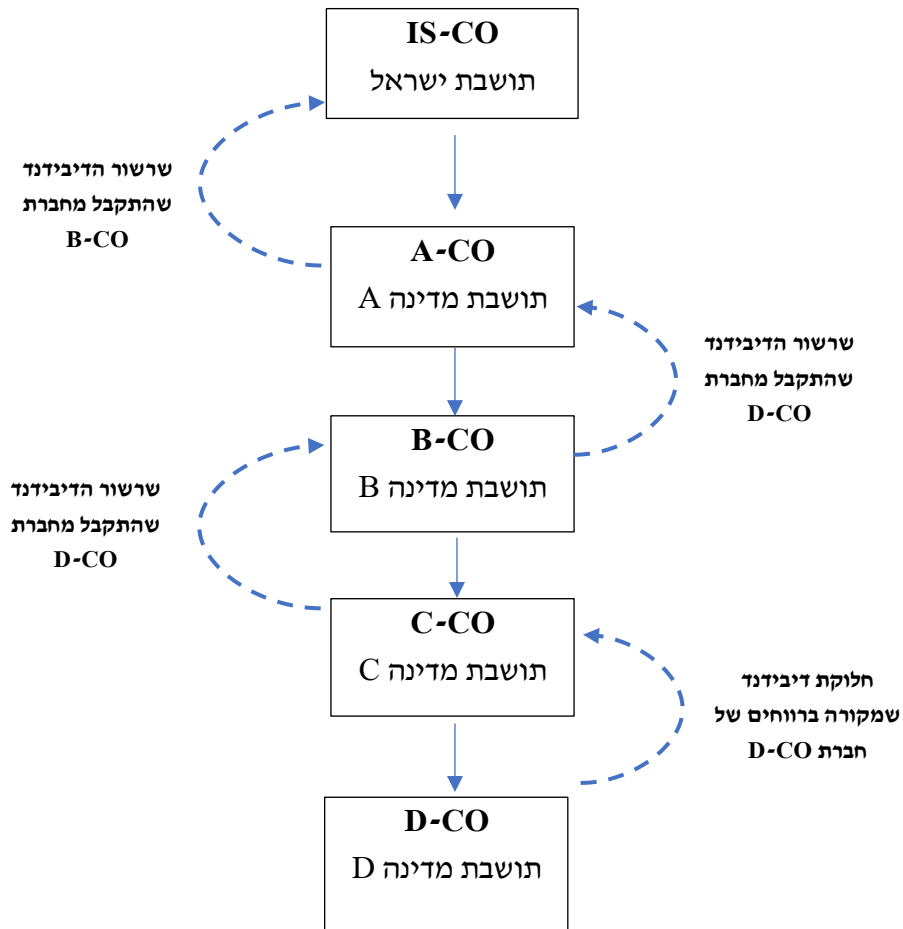 IS-CO
תושבת ישראל
שרשור הדיבידנד
שהתקבל מחברת
B-CO
A-CO
תושבת מדינה A
שרשור הדיבידנד
שהתקבל מחברת
D-CO
B-CO
תושבת מדינה B
שרשור הדיבידנד
שהתקבל מחברת
D-CO
C-CO
תושבת מדינה C
חלוקת דיבידנד
שמקורה ברווחים של
חברת D-CO
D-CO
תושבת מדינה D